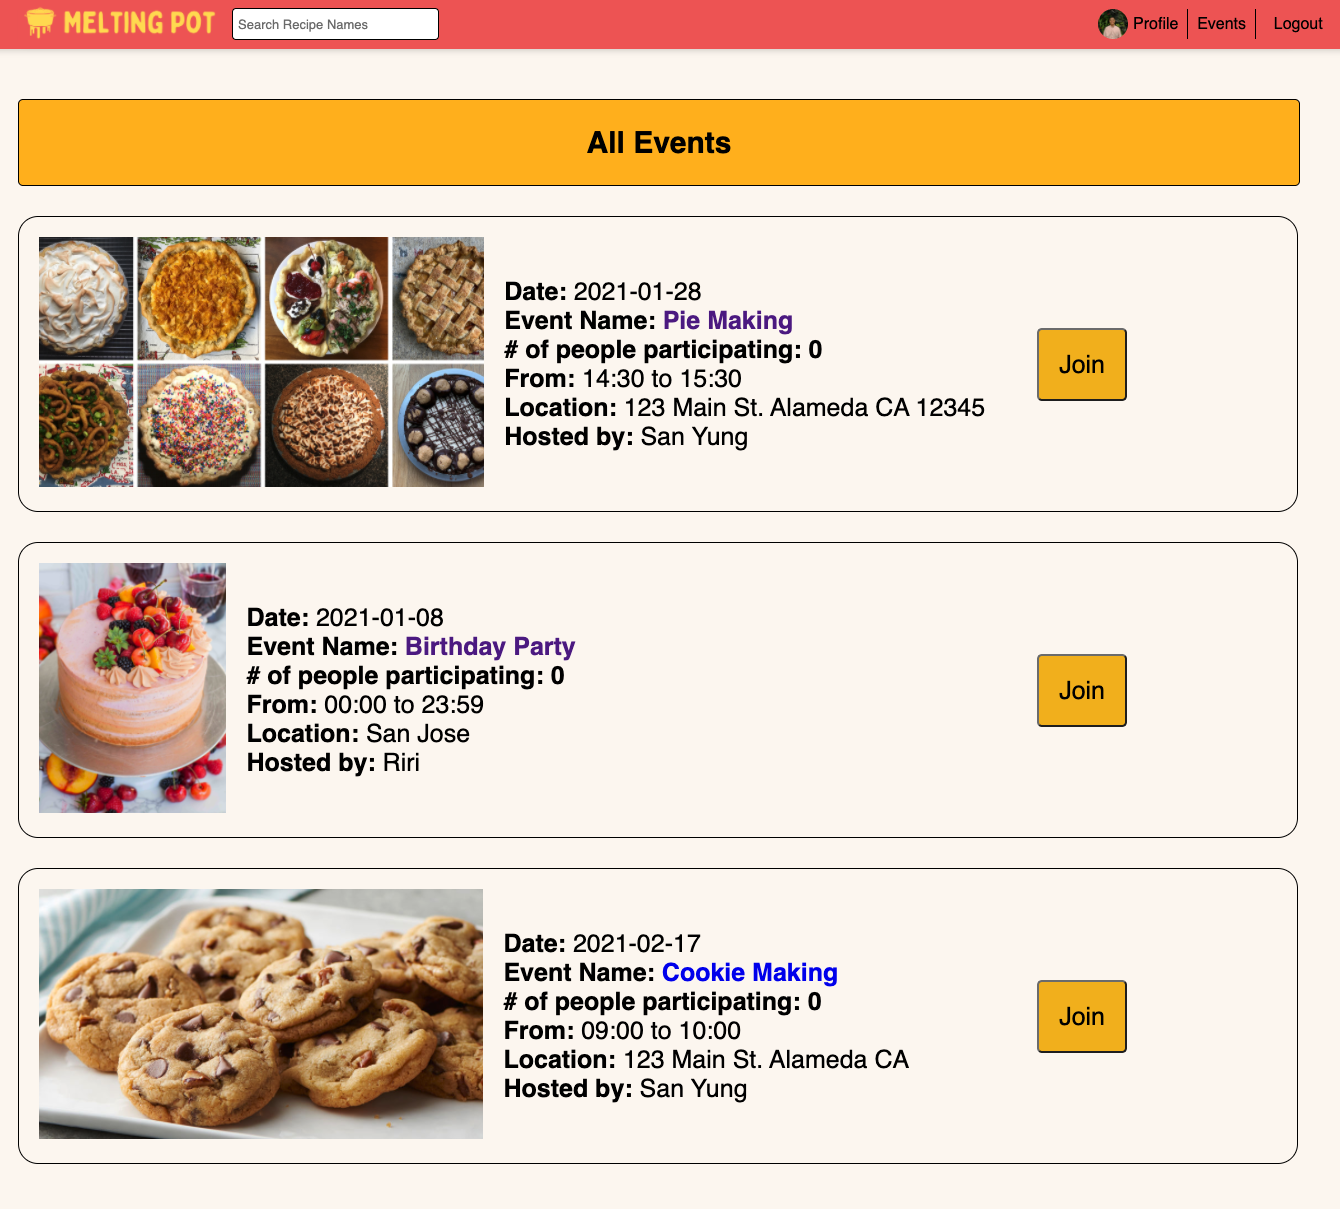 MELTING POT
Search Recipe Names
Profile
Events
Logout
All Events
Date: 2021-01-28
Event Name: Pie Making
# of people participating: 0
From: 14:30 to 15:30
Location: 123 Main St. Alameda CA 12345
Hosted by: San Yung
Join
Date: 2021-01-08
Event Name: Birthday Party
# of people participating: 0
From: 00:00 to 23:59
Location: San Jose
Hosted by: Riri
Join
Date: 2021-02-17
Event Name: Cookie Making
# of people participating: 0
From: 09:00 to 10:00
Location: 123 Main St. Alameda CA
Hosted by: San Yung
Join